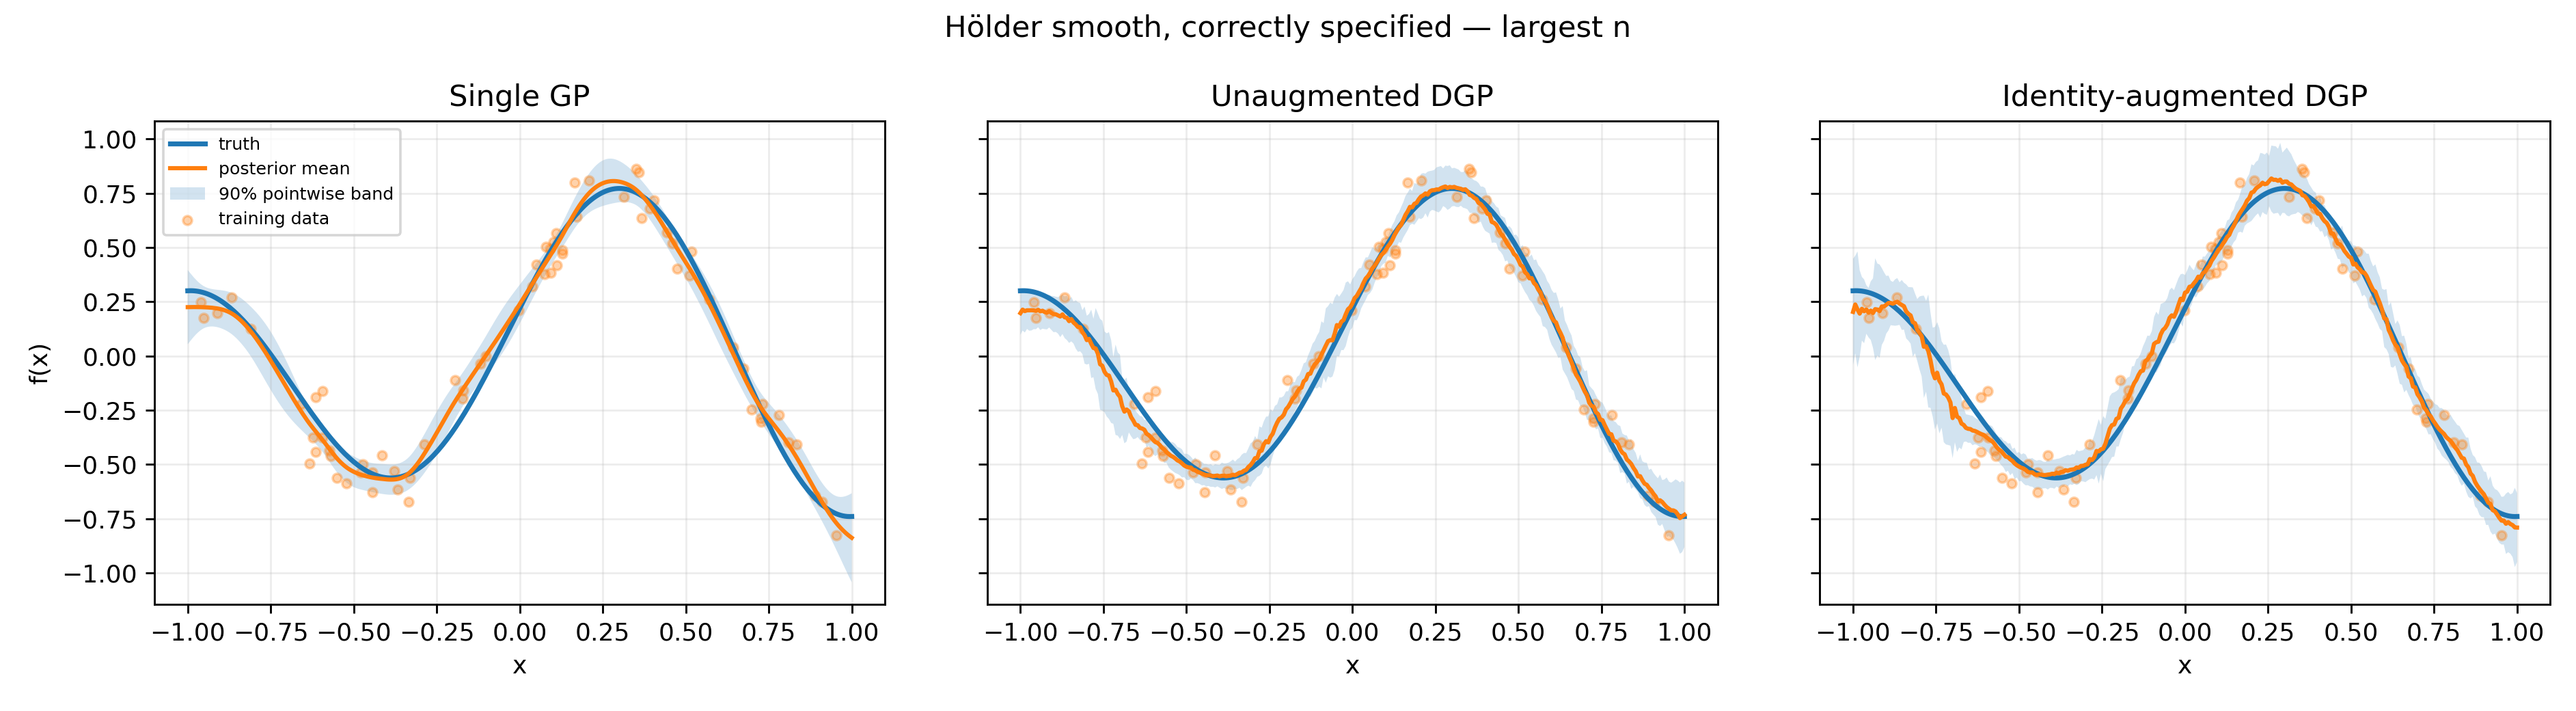 Hölder smooth, correctly specified — largest n
Single GP
Unaugmented DGP
Identity-augmented DGP
truth
posterior mean
90% pointwise band
training data
f(x)
1.00
0.75
0.50
0.25
0.00
−0.25
−0.50
−0.75
−1.00
−1.00 −0.75 −0.50 −0.25 0.00 0.25 0.50 0.75 1.00
x
−1.00 −0.75 −0.50 −0.25 0.00 0.25 0.50 0.75 1.00
x
−1.00 −0.75 −0.50 −0.25 0.00 0.25 0.50 0.75 1.00
x